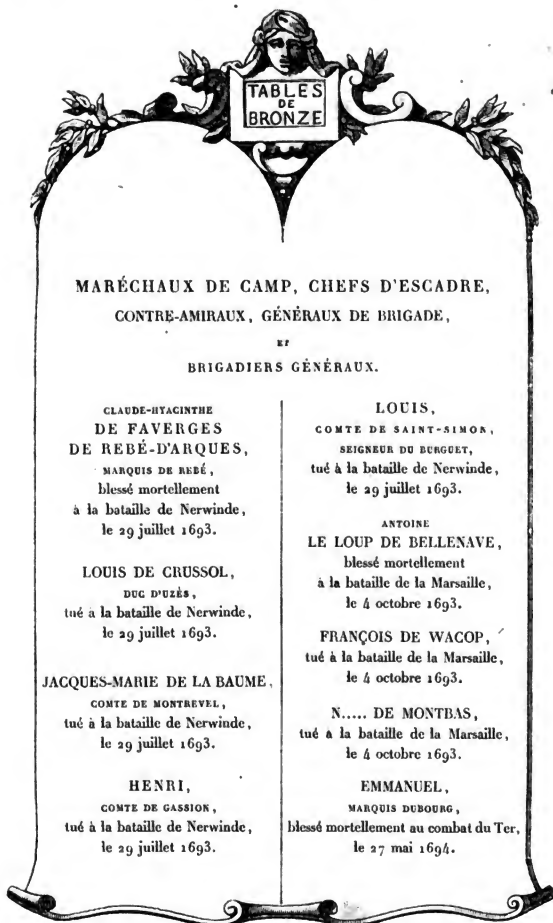 TABLES
DE
BRONZE
MARÉCHAUX DE CAMP, CHEFS D'ESCADRE,
CONTRE-AMIRAUX, GÉNÉRAUX DE BRIGADE,
ET
BRIGADIERS GÉNÉRAUX.
CLAUDE-HYACINTHE
DE FAVERGES
DE REBÉ-D'ARQUES,
MARQUIS DE REBÉ,
blessé mortellement
à la bataille de Nerwinde,
le 29 juillet 1693.
LOUIS DE CRUSSOL,
DUC D'UZÈS,
tué à la bataille de Nerwinde,
le 29 juillet 1693.
JACQUES-MARIE DE LA BAUME,
COMTE DE MONTREVEL,
tué à la bataille de Nerwinde,
le 29 juillet 1693.
HENRI,
COMTE DE GASSION,
tué à la bataille de Nerwinde,
le 29 juillet 1693.
LOUIS,
COMTE DE SAINT-SIMON,
SEIGNEUR DU BURGUET,
tué à la bataille de Nerwinde,
le 29 juillet 1693.
ANTOINE
LE LOUP DE BELLENAVE,
blessé mortellement
à la bataille de la Marsaille,
le 4 octobre 1693.
FRANÇOIS DE WACOP,
tué à la bataille de la Marsaille,
le 4 octobre 1693.
N..... DE MONTBAS,
tué à la bataille de la Marsaille,
le 4 octobre 1693.
EMMANUEL,
MARQUIS DUBOURG,
blessé mortellement au combat du Ter,
le 27 mai 1694.